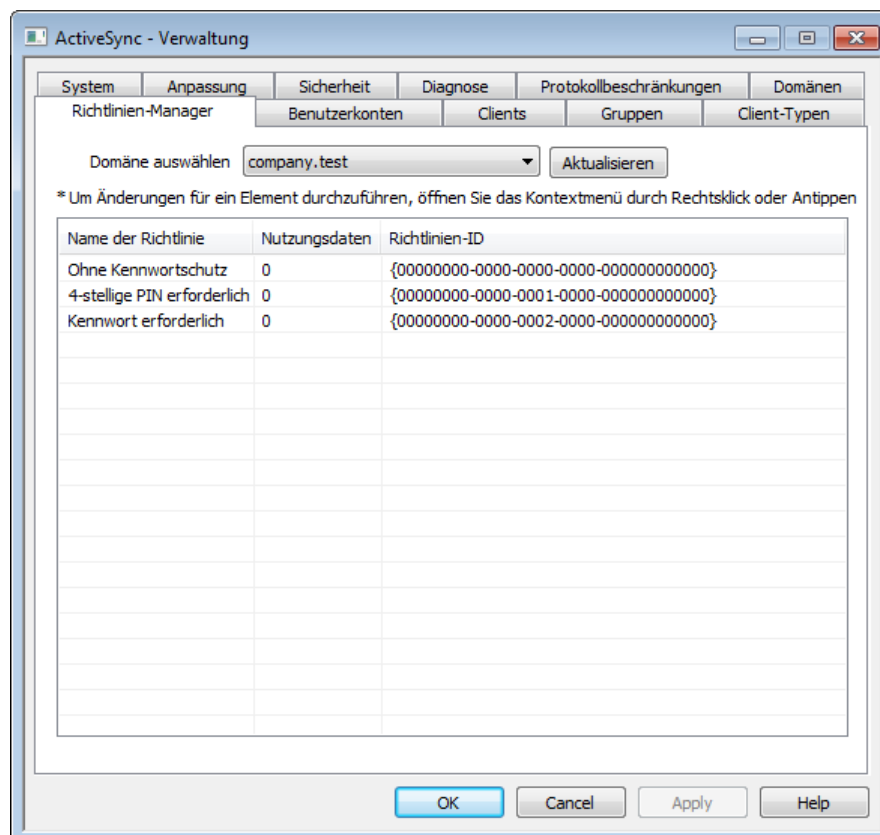 ActiveSync - Verwaltung
System Anpassung Sicherheit Diagnose Protokollbeschränkungen Domänen
Richtlinien-Manager Benutzerkonten Clients Gruppen Client-Typen
Domäne auswählen company.test Aktualisieren
* Um Änderungen für ein Element durchzuführen, öffnen Sie das Kontextmenü durch Rechtsklick oder Antippen
Name der Richtlinie Nutzungsdaten Richtlinien-ID
Ohne Kennwortschutz 0 {00000000-0000-0000-0000-000000000000}
4-stellige PIN erforderlich 0 {00000000-0000-0001-0000-000000000000}
Kennwort erforderlich 0 {00000000-0000-0002-0000-000000000000}
OK Cancel Apply Help